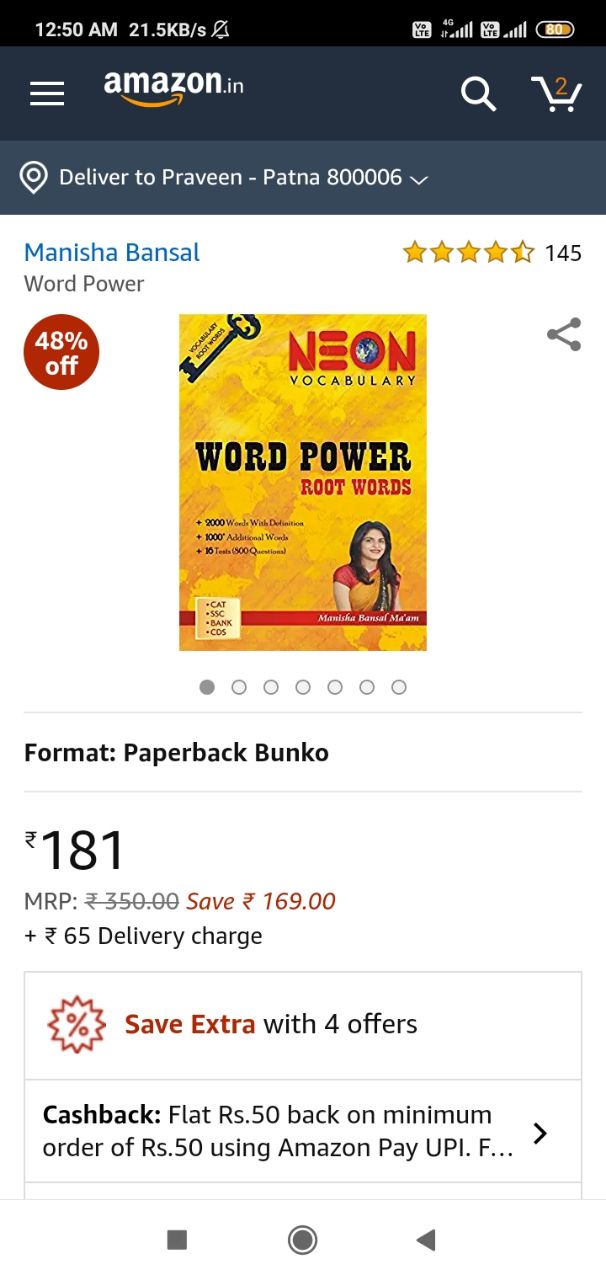 12:50 AM 21.5KB/s
Vo LTE 4G Vo LTE 80
amazon.in
2
Deliver to Praveen - Patna 800006
Manisha Bansal
145
Word Power
48%
off
VOCABULARY
ROOT WORDS
NEON
VOCABULARY
WORD POWER
ROOT WORDS
+ 2000 Words With Definition
+ 1000+ Additional Words
+ 16 Tests (800 Questions)
• CAT
• SSC
• BANK
• CDS
Manisha Bansal Ma'am
Format: Paperback Bunko
₹181
MRP: ₹ 350.00 Save ₹ 169.00
+ ₹ 65 Delivery charge
% Save Extra with 4 offers
Cashback: Flat Rs.50 back on minimum
order of Rs.50 using Amazon Pay UPI. F...